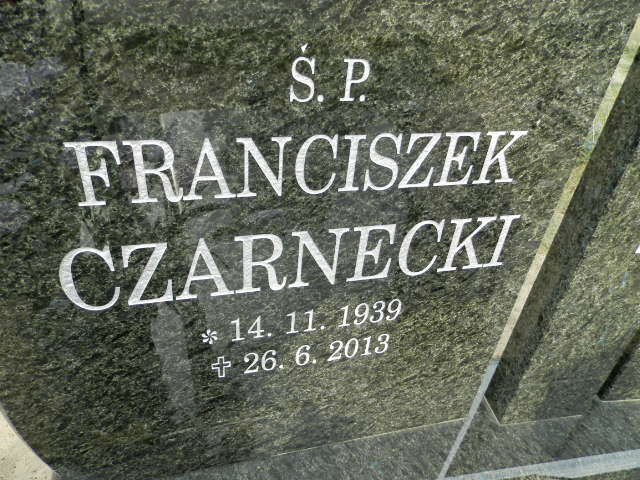 Ś. P.
FRANCISZEK
CZARNECKI
* 14. 11. 1939
✝ 26. 6. 2013